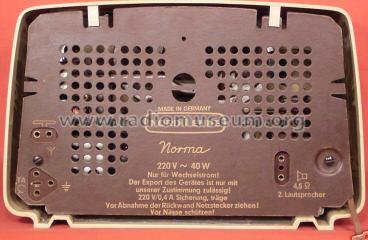 MADE IN GERMANY
www.radiomuseum.org
Norma
220 V ~ 40 W
Nur für Wechselstrom!
Der Export des Gerätes ist nur mit
unserer Zustimmung zulässig!
220 V/0,4 A Sicherung, träge
Vor Abnahme der Rückwand Netzstecker ziehen!
Vor Nässe schützen!
TA
4,5 Ω
2. Lautsprecher